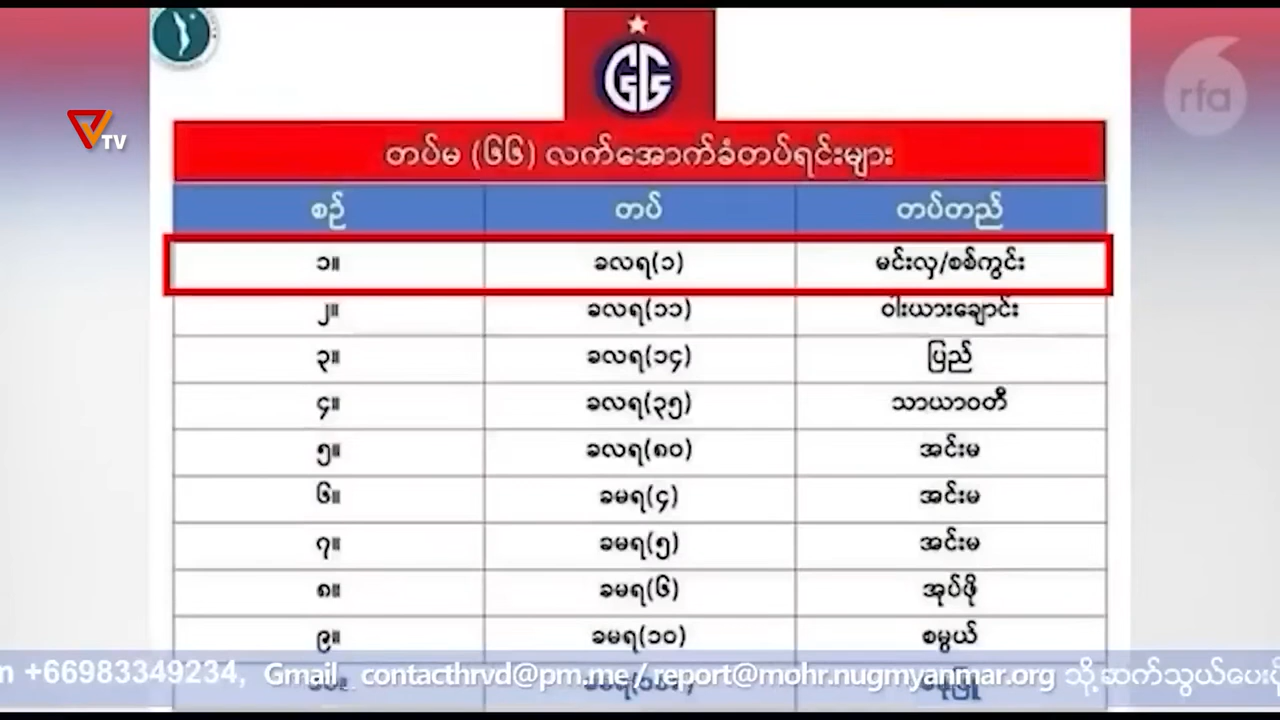 rfa
TV
တပ်မ (၆၆) လက်အောက်ခံတပ်ရင်းများ
စဉ် တပ် တပ်တည်
၁။ ခလရ(၁) မင်းလှ/စစ်ကွင်း
၂။ ခလရ(၁၁) ဝါးယားချောင်း
၃။ ခလရ(၁၄) ပြည်
၄။ ခလရ(၃၅) သာယာဝတီ
၅။ ခလရ(၈၀) အင်းမ
၆။ ခမရ(၄) အင်းမ
၇။ ခမရ(၅) အင်းမ
၈။ ခမရ(၆) အုပ်ဖို
၉။ ခမရ(၁၀) စမွယ်
+66983349234, Gmail contacthrvd@pm.me/ report@mohr.nugmyanmar.org သို့ဆက်သွယ်ပေးပို့